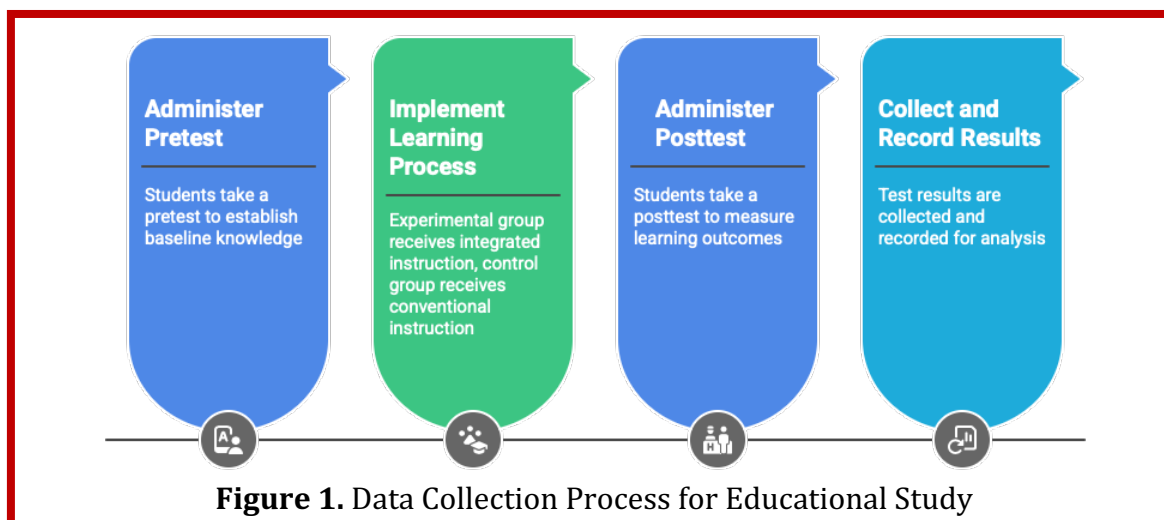 Administer
Pretest
Students take a
pretest to establish
baseline knowledge
Implement
Learning
Process
Experimental group
receives integrated
instruction, control
group receives
conventional
instruction
Administer
Posttest
Students take a
posttest to measure
learning outcomes
Collect and
Record Results
Test results are
collected and
recorded for analysis
A
H
Figure 1. Data Collection Process for Educational Study